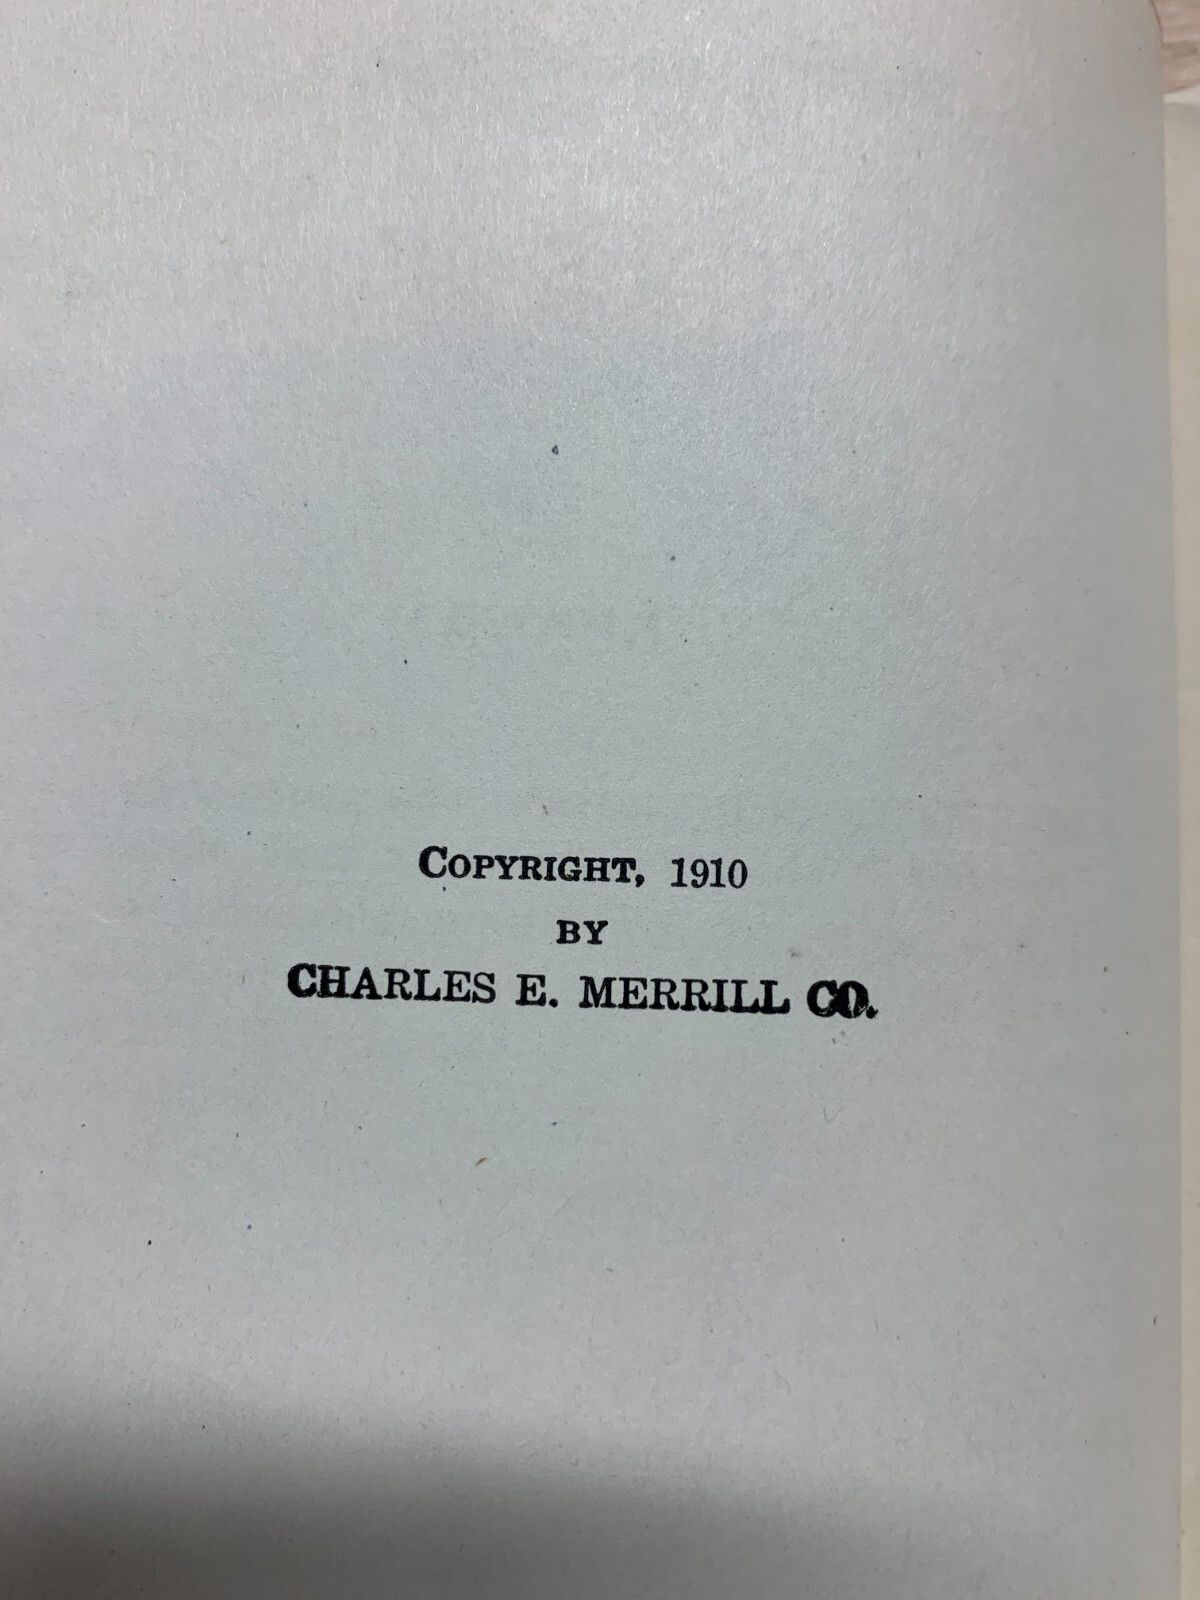 COPYRIGHT, 1910
BY
CHARLES E. MERRILL CO.